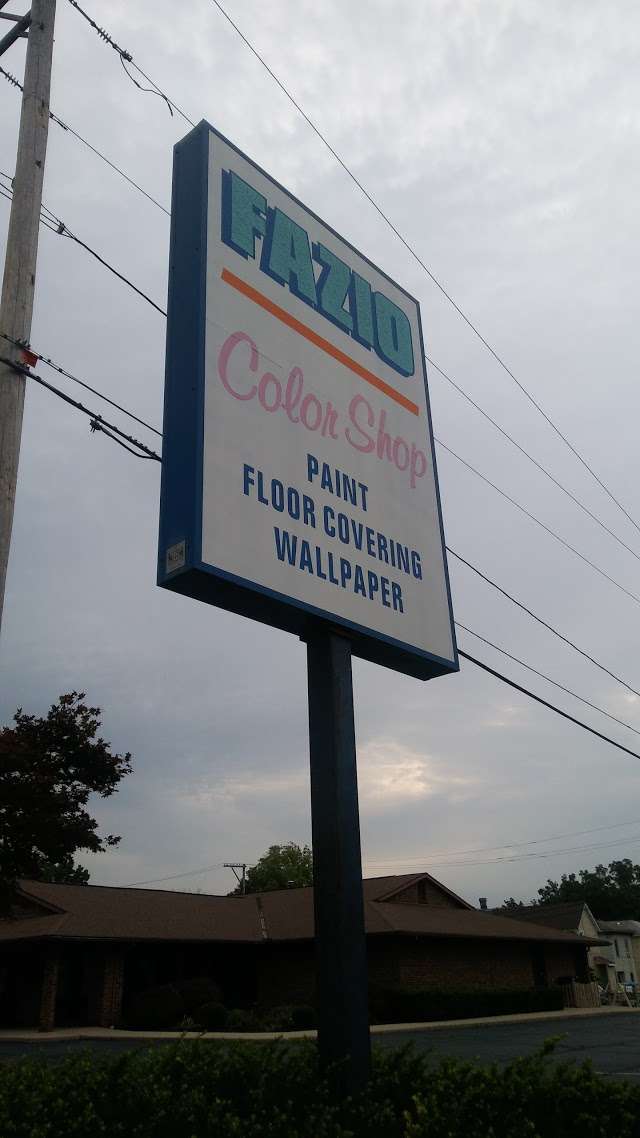 FAZIO
Color Shop
PAINT
FLOOR COVERING
WALLPAPER